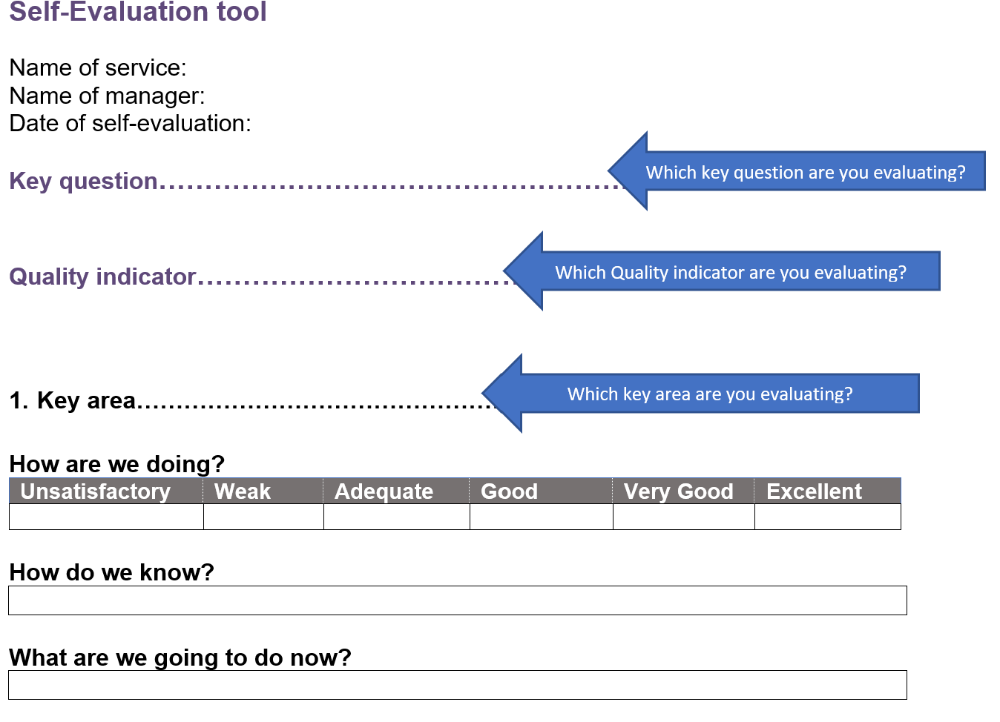 Self-Evaluation tool
Name of service:
Name of manager:
Date of self-evaluation:
Key question……………………………………………… Which key question are you evaluating?
Quality indicator……………………………… Which Quality indicator are you evaluating?
1. Key area……………………………………… Which key area are you evaluating?
How are we doing?
Unsatisfactory Weak Adequate Good Very Good Excellent
How do we know?
What are we going to do now?